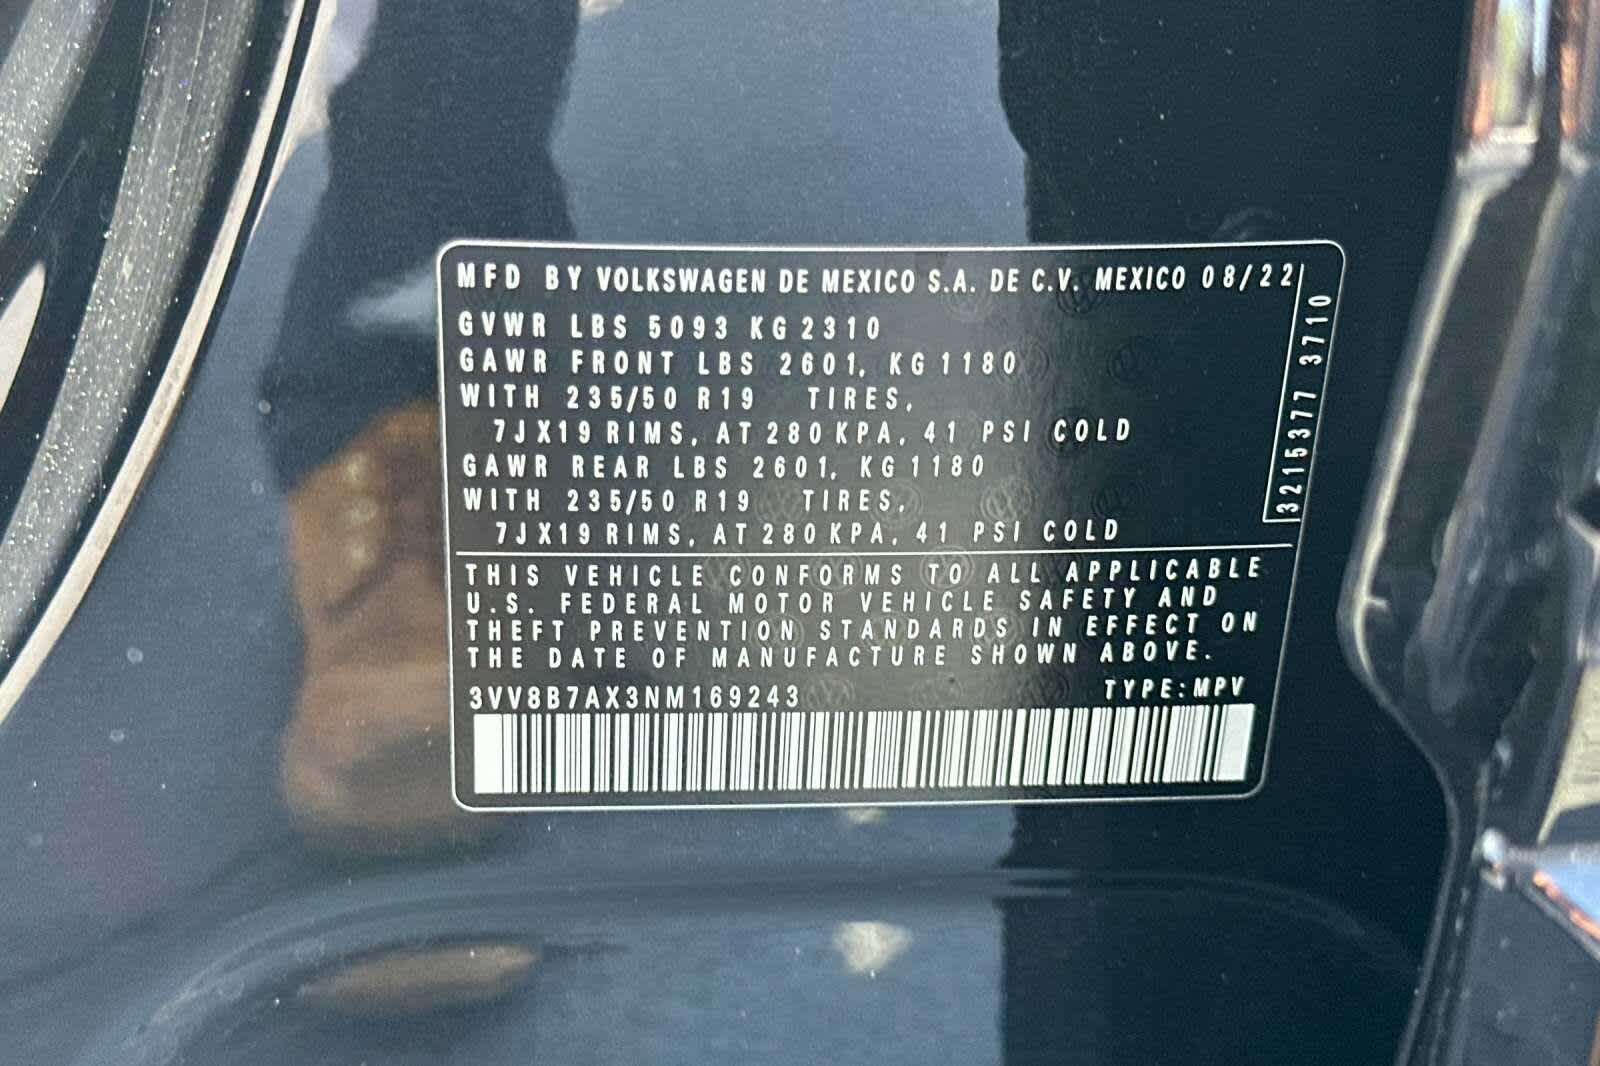 MFD BY VOLKSWAGEN DE MEXICO S.A. DE C.V. MEXICO 08/22
GVWR LBS 5093 KG 2310
GAWR FRONT LBS 2601, KG 1180
WITH 235/50 R19 TIRES,
7JX19 RIMS, AT 280 KPA, 41 PSI COLD
GAWR REAR LBS 2601, KG 1180
WITH 235/50 R19 TIRES,
7JX19 RIMS, AT 280 KPA, 41 PSI COLD
3215377 3710
THIS VEHICLE CONFORMS TO ALL APPLICABLE
U.S. FEDERAL MOTOR VEHICLE SAFETY AND
THEFT PREVENTION STANDARDS IN EFFECT ON
THE DATE OF MANUFACTURE SHOWN ABOVE.
3VV8B7AX3NM169243 TYPE:MPV